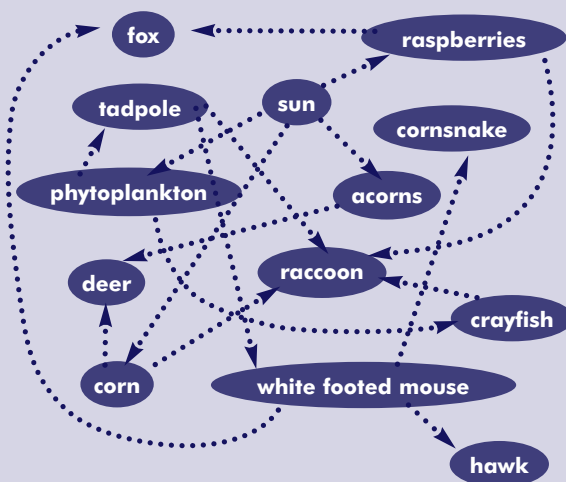 fox
raspberries
tadpole
sun
cornsnake
phytoplankton
acorns
deer
raccoon
crayfish
corn
white footed mouse
hawk